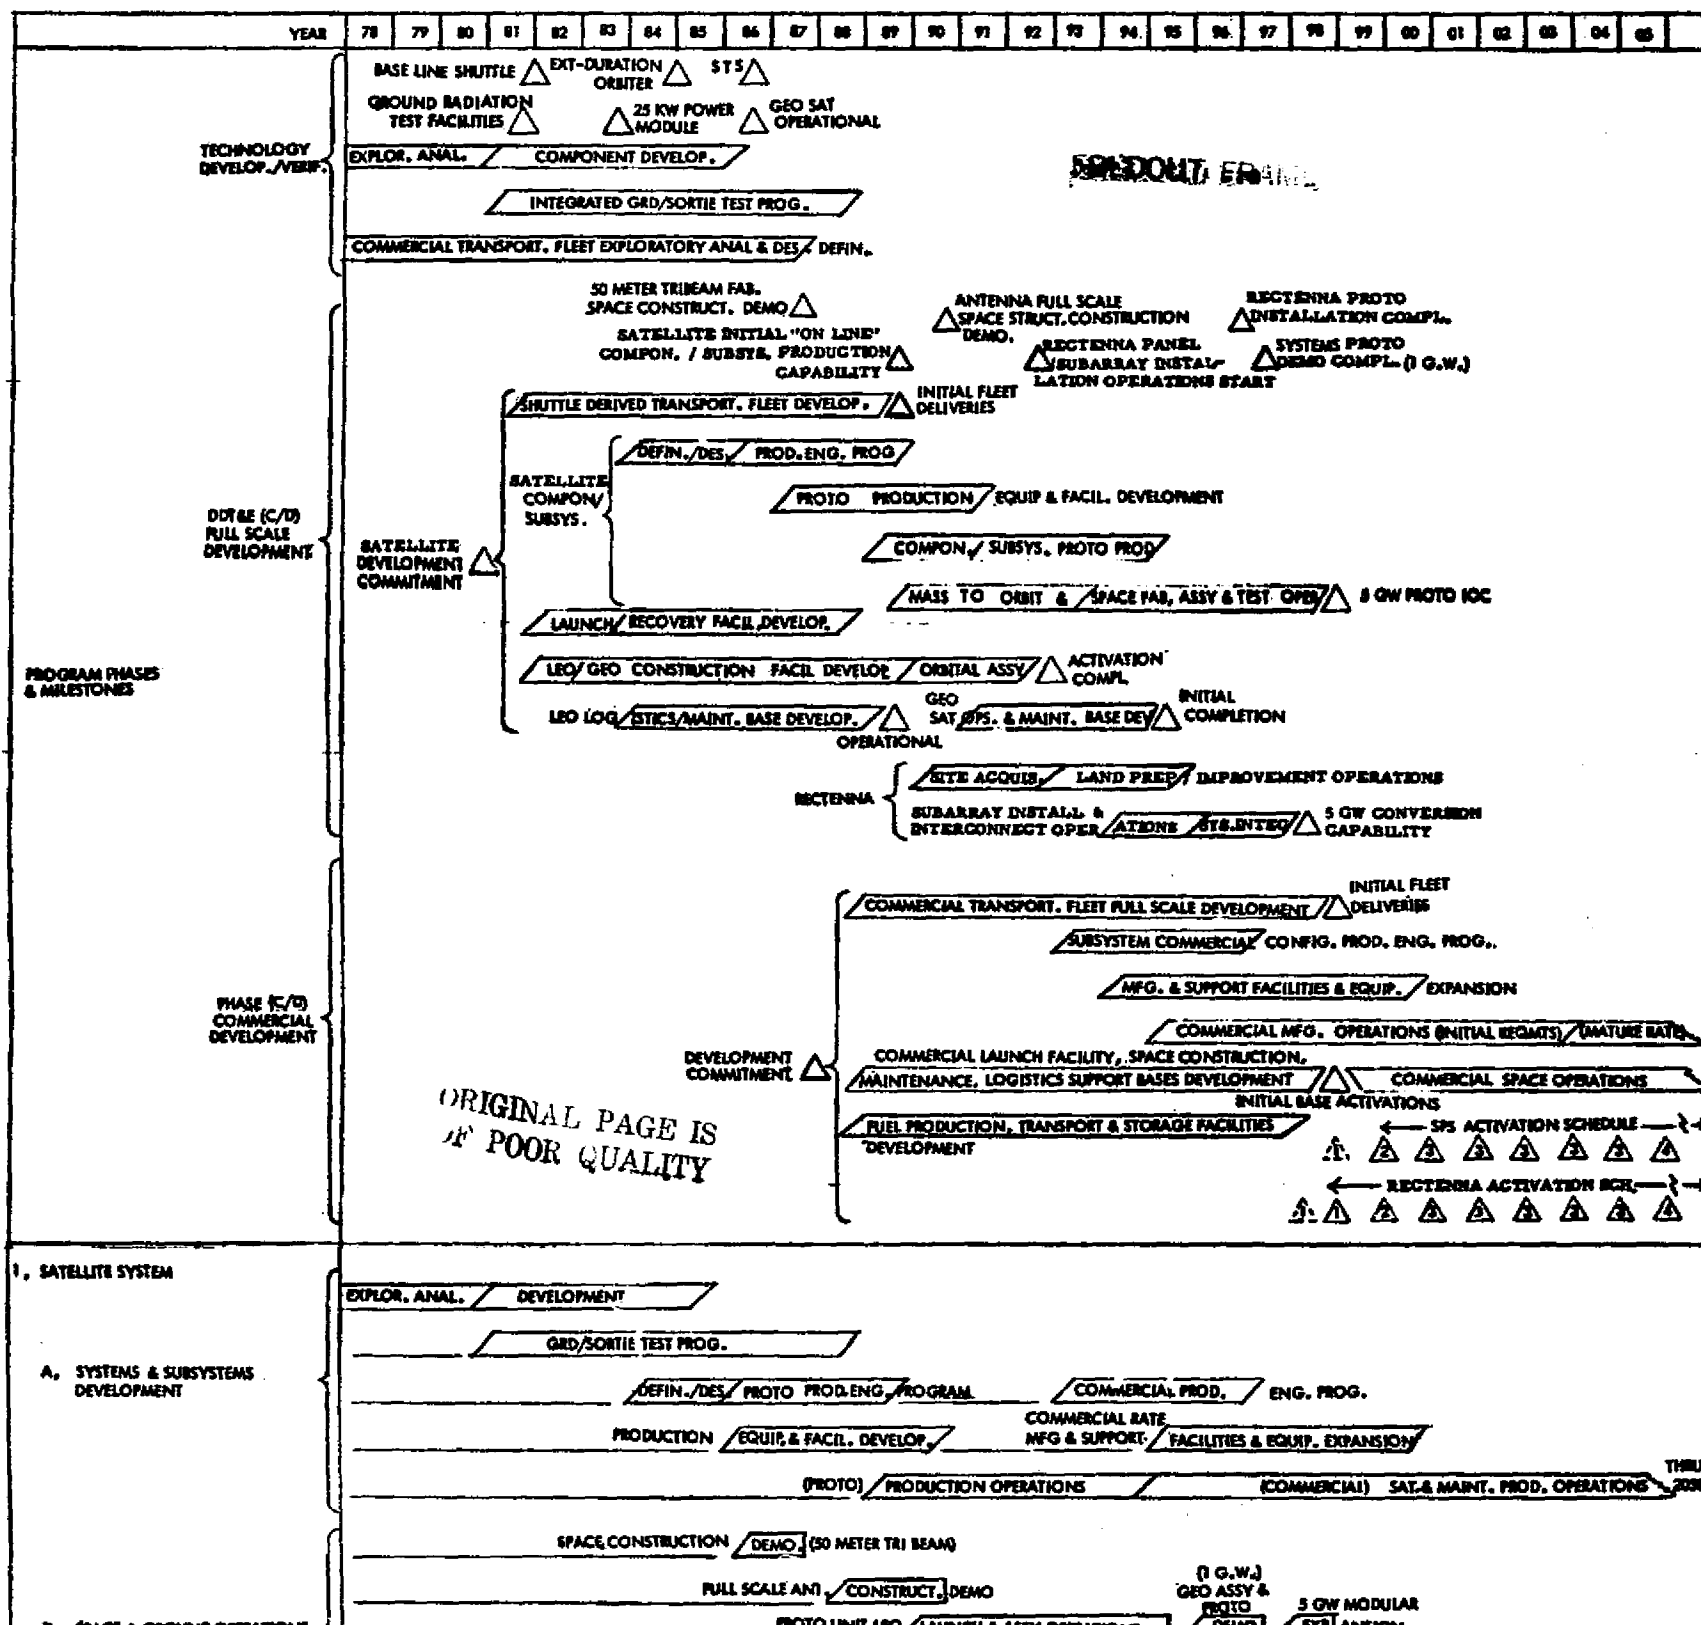 YEAR 78 79 80 81 82 83 84 85 86 87 88 89 90 91 92 93 94 95 96 97 98 99 00 01 02 03 04 05
BASE LINE SHUTTLE EXT-DURATION STS
ORBITER
GROUND RADIATION 25 KW POWER GEO SAT
TEST FACILITIES MODULE OPERATIONAL
TECHNOLOGY
DEVELOP./VERIF.
EXPLOR. ANAL. COMPONENT DEVELOP.
INTEGRATED GRD/SORTIE TEST PROG.
COMMERCIAL TRANSPORT. FLEET EXPLORATORY ANAL & DES. DEFIN.
50 METER TRIBEAM FAB.
SPACE CONSTRUCT. DEMO
ANTENNA FULL SCALE
SPACE STRUCT. CONSTRUCTION
DEMO.
RECTENNA PROTO
INSTALLATION COMPL.
SATELLITE INITIAL "ON LINE"
COMPON. / SUBSYS. PRODUCTION
CAPABILITY
RECTENNA PANEL
/SUBARRAY INSTAL-
LATION OPERATIONS START
SYSTEMS PROTO
DEMO COMPL. (1 G.W.)
SHUTTLE DERIVED TRANSPORT. FLEET DEVELOP.
INITIAL FLEET
DELIVERIES
DEFIN./DES. PROD. ENG. PROG
SATELLITE
COMPON/
SUBSYS.
PROTO PRODUCTION EQUIP & FACIL. DEVELOPMENT
DDT&E (C/D)
FULL SCALE
DEVELOPMENT
SATELLITE
DEVELOPMENT
COMMITMENT
COMPON./ SUBSYS. PROTO PROD
MASS TO ORBIT & SPACE FAB, ASSY & TEST OPER 5 GW PROTO IOC
LAUNCH/ RECOVERY FACIL. DEVELOP.
PROGRAM PHASES
& MILESTONES
LEO/GEO CONSTRUCTION FACIL DEVELOP ORBITAL ASSY
ACTIVATION
COMPL.
LEO LOGISTICS/MAINT. BASE DEVELOP.
OPERATIONAL
GEO
SAT OPS. & MAINT. BASE DEV
INITIAL
COMPLETION
RECTENNA
SITE ACQUIS. LAND PREP/ IMPROVEMENT OPERATIONS
SUBARRAY INSTALL &
INTERCONNECT OPERATIONS SYS. INTEG
5 GW CONVERSION
CAPABILITY
COMMERCIAL TRANSPORT. FLEET FULL SCALE DEVELOPMENT
INITIAL FLEET
DELIVERIES
SUBSYSTEM COMMERCIAL CONFIG. PROD. ENG. PROG.
MFG. & SUPPORT FACILITIES & EQUIP. EXPANSION
PHASE (C/D)
COMMERCIAL
DEVELOPMENT
COMMERCIAL MFG. OPERATIONS (INITIAL REQMTS) (MATURE RATE)
DEVELOPMENT
COMMITMENT
COMMERCIAL LAUNCH FACILITY, SPACE CONSTRUCTION,
MAINTENANCE, LOGISTICS SUPPORT BASES DEVELOPMENT COMMERCIAL SPACE OPERATIONS
INITIAL BASE ACTIVATIONS
ORIGINAL PAGE IS
OF POOR QUALITY
FUEL PRODUCTION, TRANSPORT & STORAGE FACILITIES
DEVELOPMENT
SPS ACTIVATION SCHEDULE
RECTENNA ACTIVATION SCH.
1, SATELLITE SYSTEM
EXPLOR. ANAL. DEVELOPMENT
GRD/SORTIE TEST PROG.
A, SYSTEMS & SUBSYSTEMS
DEVELOPMENT
DEFIN./DES. PROTO PROD. ENG. PROGRAM COMMERCIAL PROD. ENG. PROG.
PRODUCTION EQUIP. & FACIL. DEVELOP.
COMMERCIAL RATE
MFG & SUPPORT FACILITIES & EQUIP. EXPANSION
(PROTO) PRODUCTION OPERATIONS (COMMERCIAL) SAT. & MAINT. PROD. OPERATIONS THRU
SPACE CONSTRUCTION DEMO. (50 METER TRI BEAM)
FULL SCALE ANT. CONSTRUCT. DEMO
(1 G.W.)
GEO ASSY &
PROTO
5 GW MODULAR